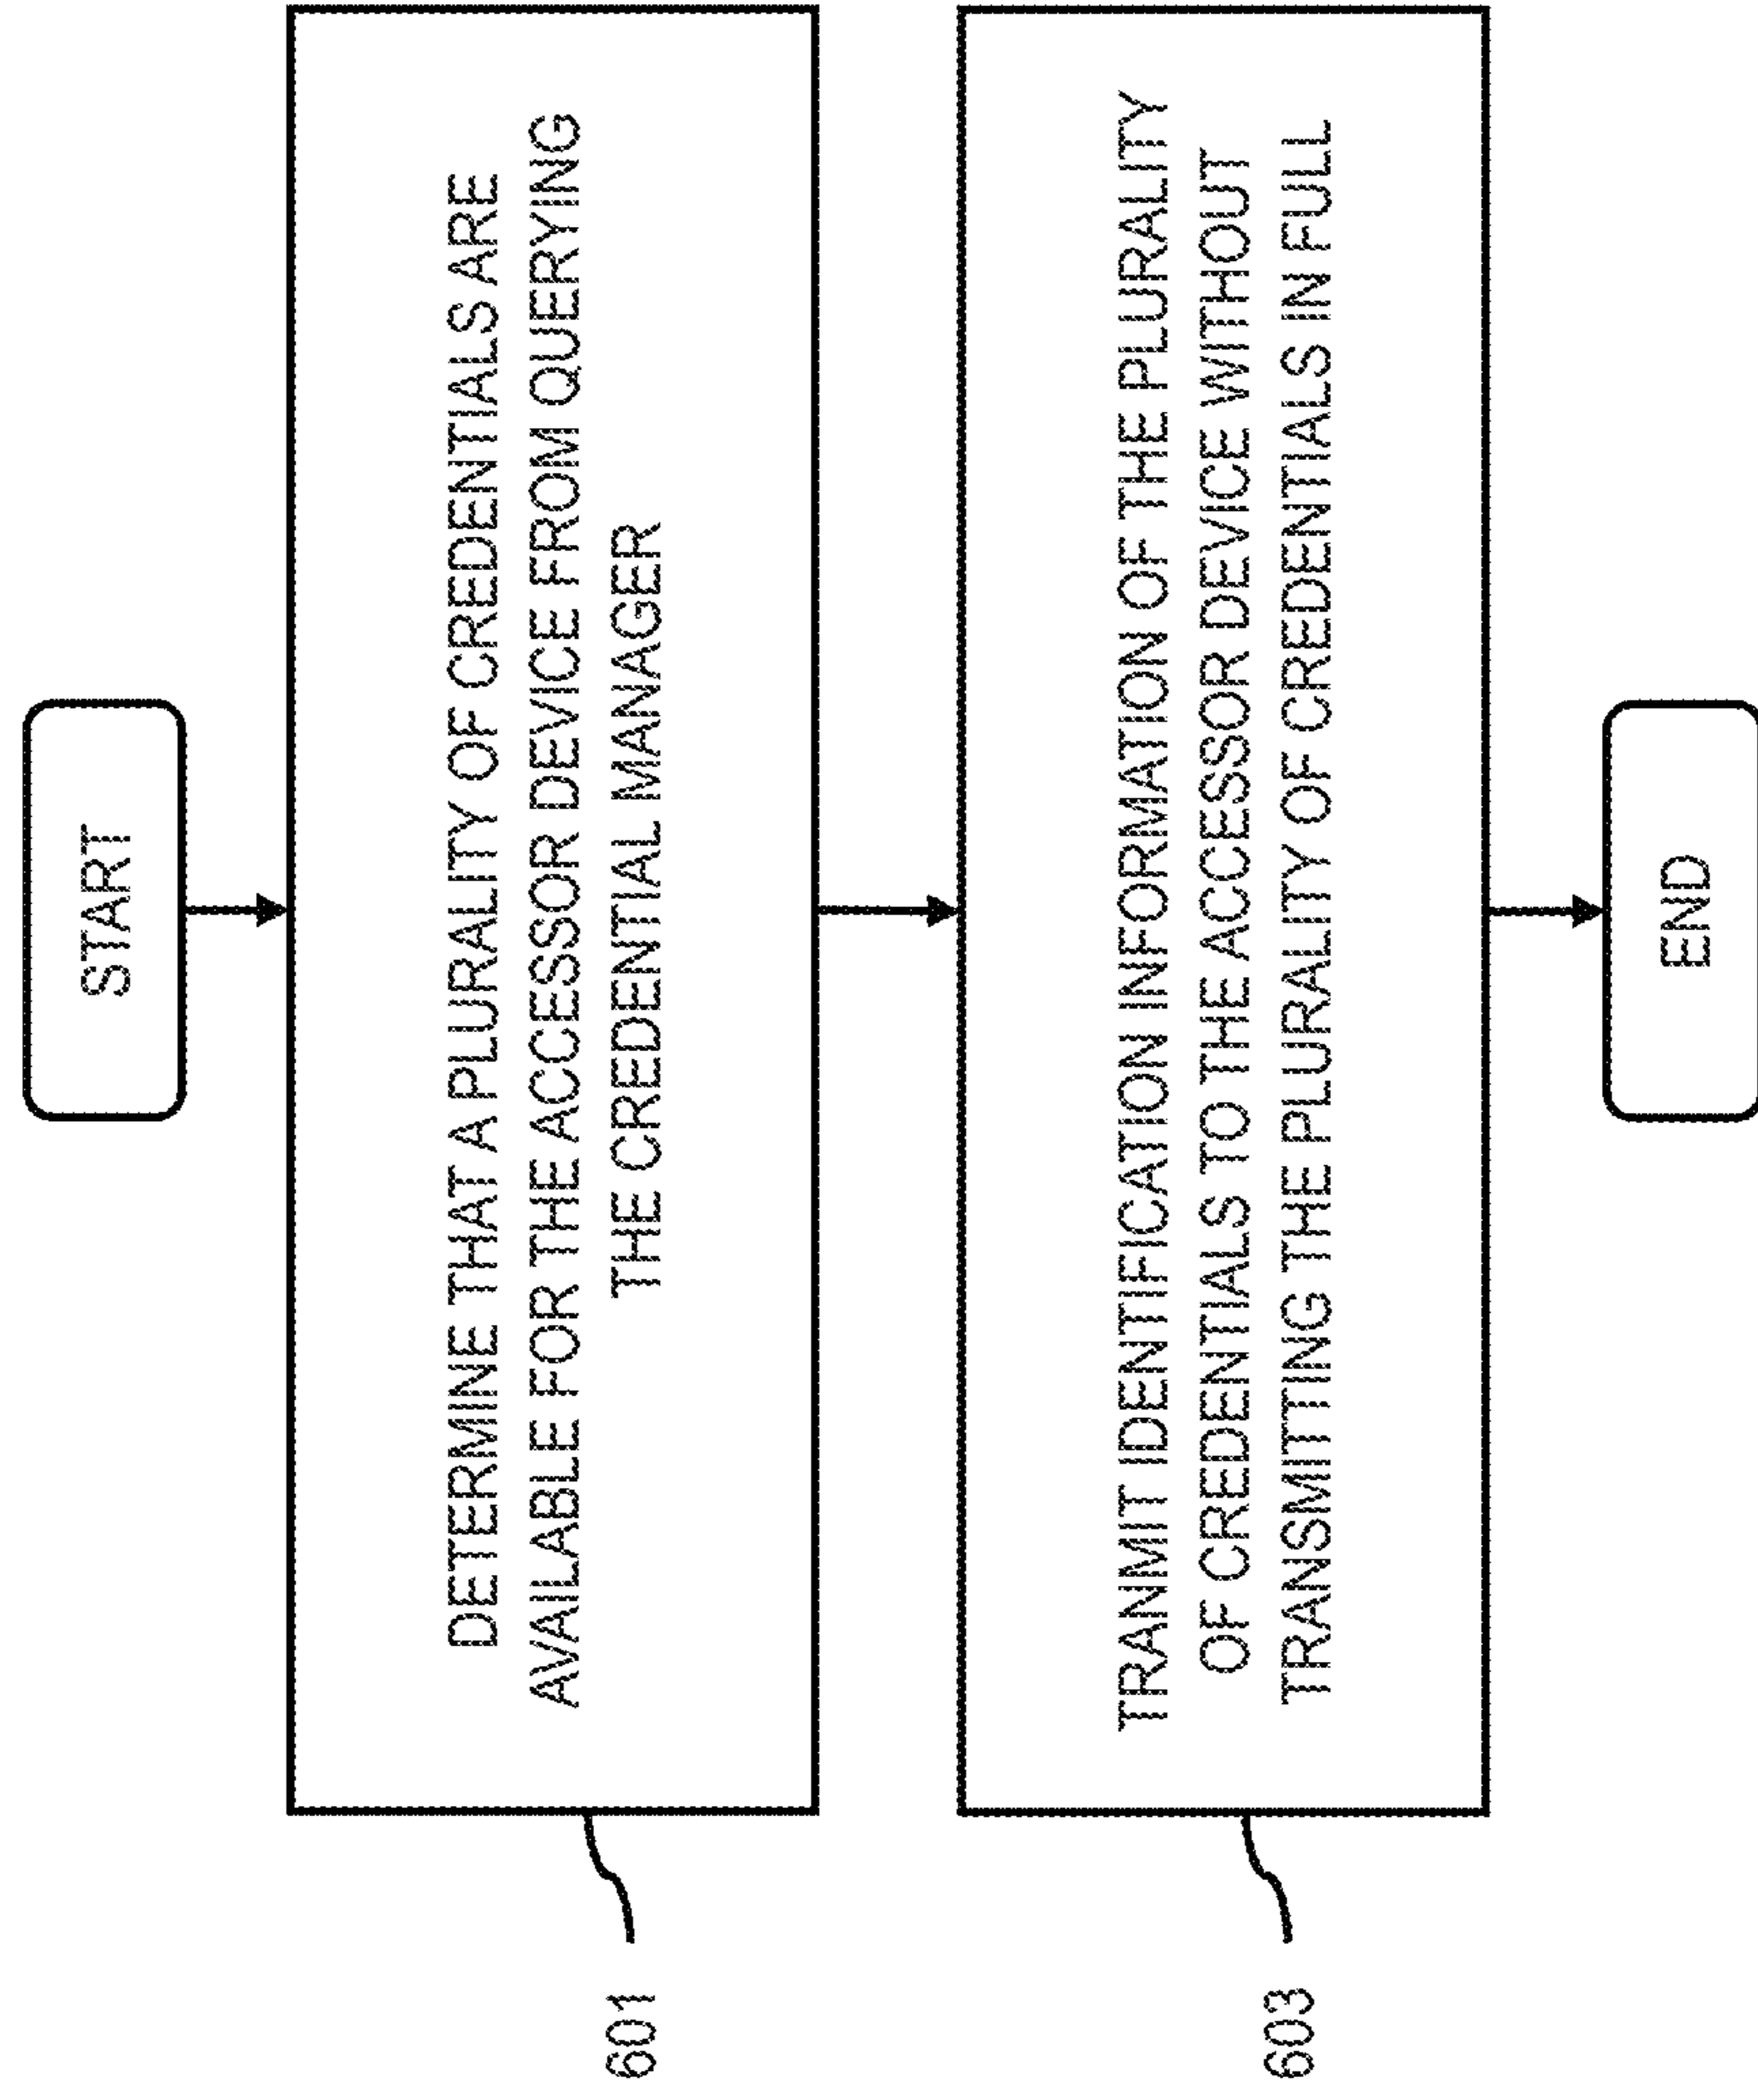 START
DETERMINE THAT A PLURALITY OF CREDENTIALS ARE
AVAILABLE FOR THE ACCESSOR DEVICE FROM QUERYING
THE CREDENTIAL MANAGER
601
TRANMIT IDENTIFICATION INFORMATION OF THE PLURALITY
OF CREDENTIALS TO THE ACCESSOR DEVICE WITHOUT
TRANSMITTING THE PLURALITY OF CREDENTIALS IN FULL
603
END